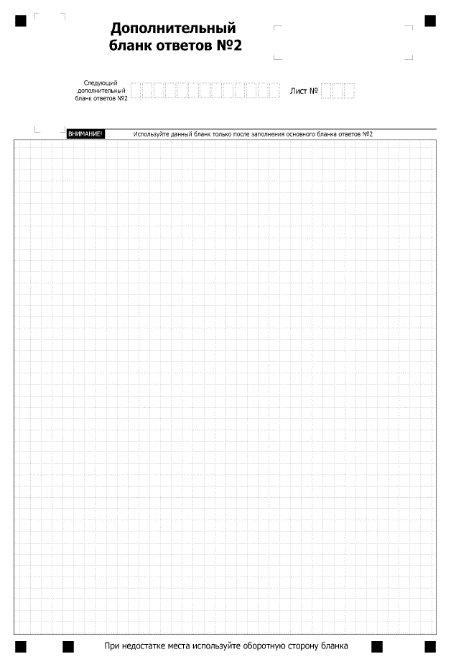 Дополнительный
бланк ответов №2
Следующий
дополнительный
бланк ответов №2
Лист №
ВНИМАНИЕ!
Используйте данный бланк только после заполнения основного бланка ответов №2
При недостатке места используйте оборотную сторону бланка